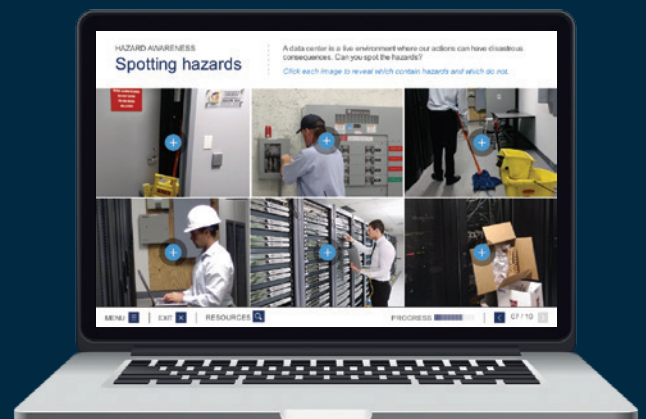 HAZARD AWARENESS
Spotting hazards
A data center is a live environment where our actions can have disastrous
consequences. Can you spot the hazards?
Click each image to reveal which contain hazards and which do not.
MENU
EXIT
RESOURCES
PROGRESS
07 / 10